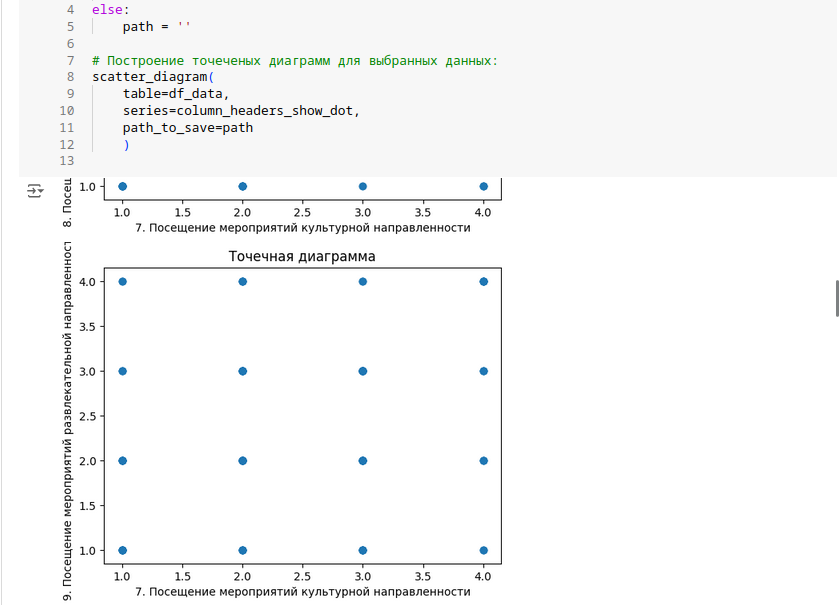 4 else:
5 path = ''
6
7 # Построение точеченых диаграмм для выбранных данных:
8 scatter_diagram(
9 table=df_data,
10 series=column_headers_show_dot,
11 path_to_save=path
12 )
13
8. Посещ
1.0
1.0 1.5 2.0 2.5 3.0 3.5 4.0
7. Посещение мероприятий культурной направленности
Точечная диаграмма
9. Посещение мероприятий развлекательной направленност
4.0
3.5
3.0
2.5
2.0
1.5
1.0
1.0 1.5 2.0 2.5 3.0 3.5 4.0
7. Посещение мероприятий культурной направленности